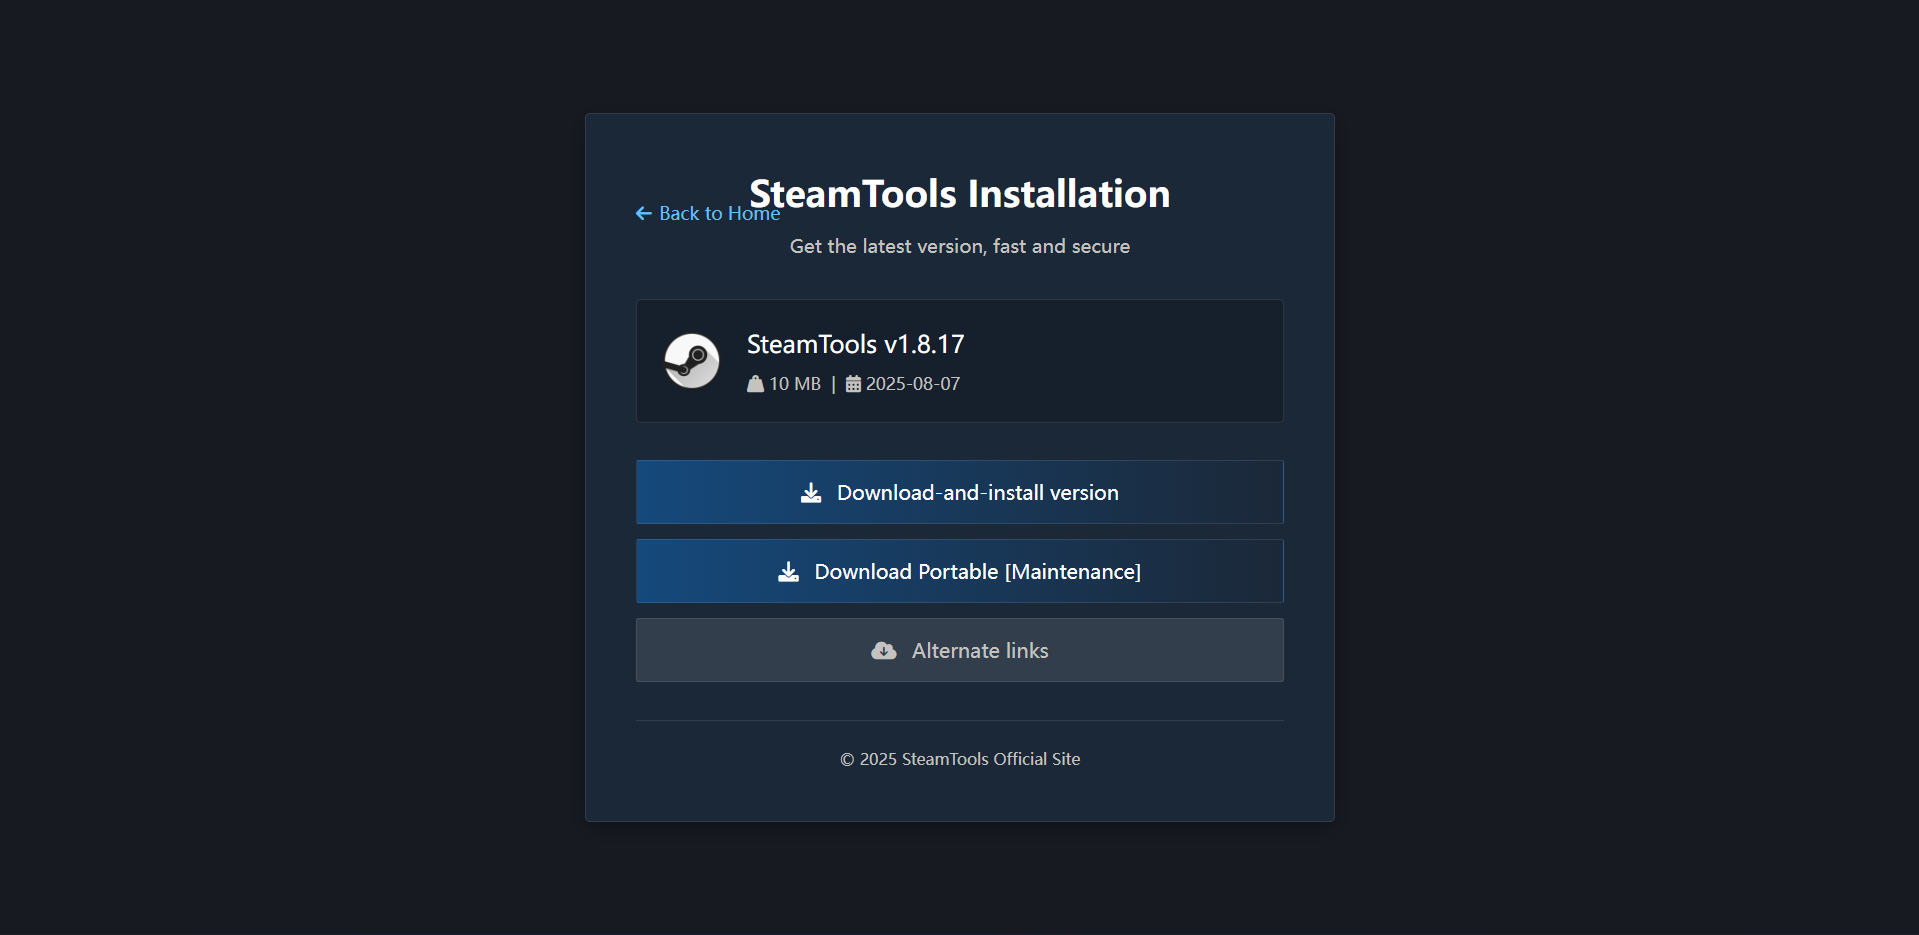 SteamTools Installation
← Back to Home
Get the latest version, fast and secure
SteamTools v1.8.17
10 MB | 2025-08-07
Download-and-install version
Download Portable [Maintenance]
Alternate links
© 2025 SteamTools Official Site